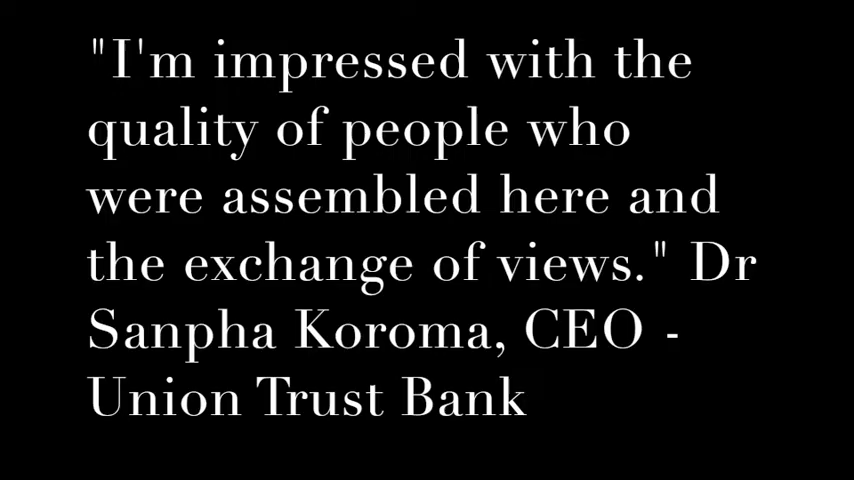 "I'm impressed with the
quality of people who
were assembled here and
the exchange of views." Dr
Sanpha Koroma, CEO -
Union Trust Bank